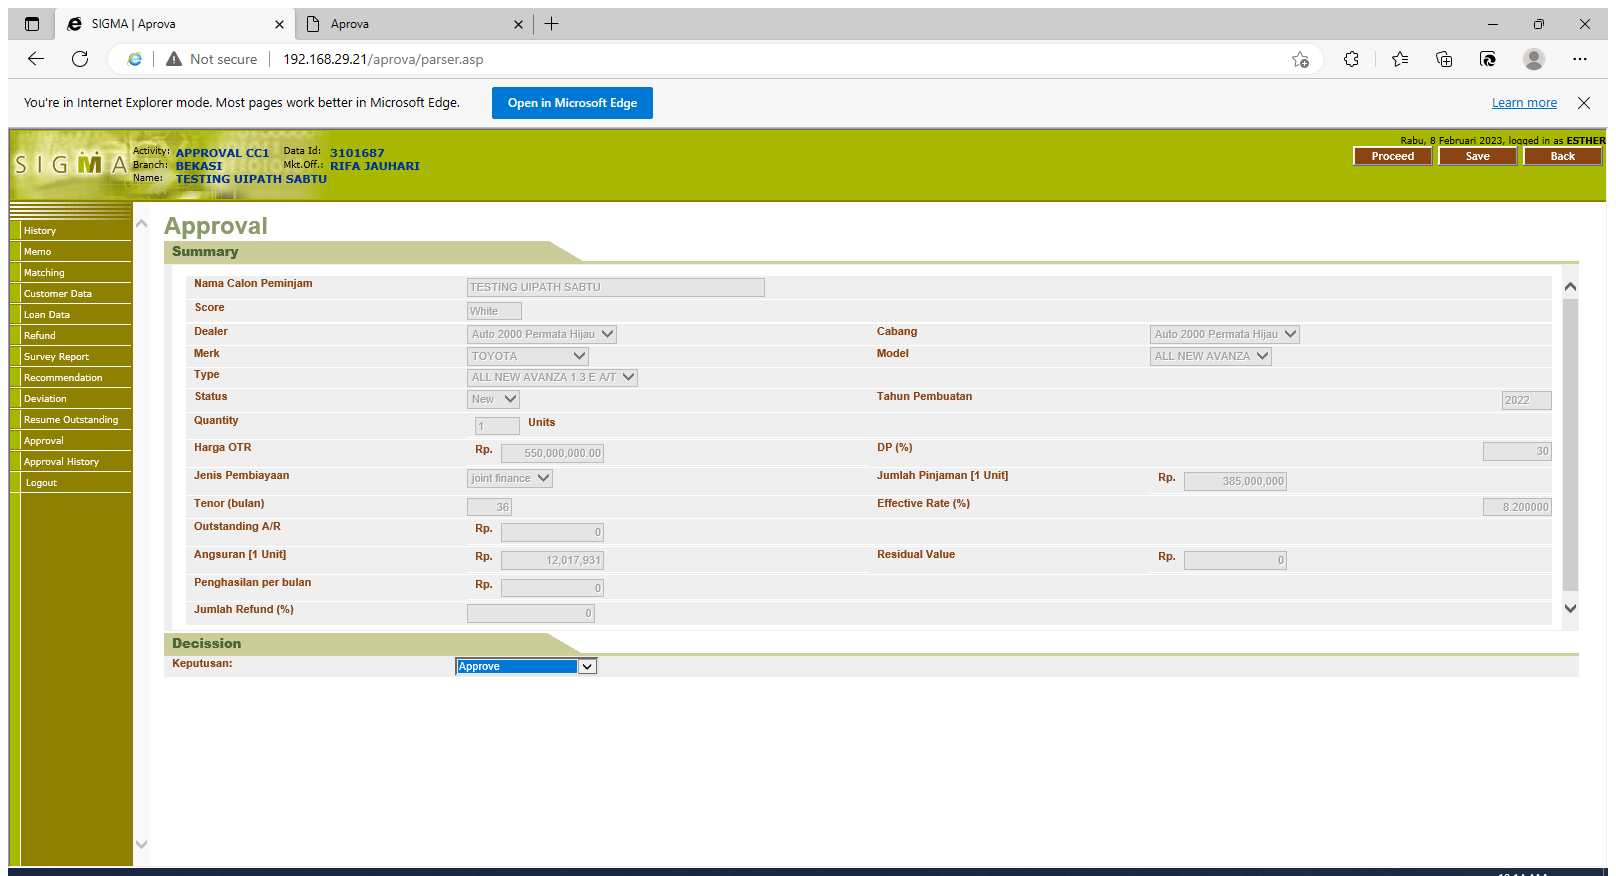 SIGMA | Aprova
Aprova
Not secure
192.168.29.21/aprova/parser.asp
You're in Internet Explorer mode. Most pages work better in Microsoft Edge.
Open in Microsoft Edge
Learn more
SIGMA
Activity: APPROVAL CC1 Data Id: 3101687
Branch: BEKASI Mkt.Off.: RIFA JAUHARI
Name: TESTING UIPATH SABTU
Rabu, 8 Februari 2023, logged in as ESTHER
Proceed Save Back
History
Memo
Matching
Customer Data
Loan Data
Refund
Survey Report
Recommendation
Deviation
Resume Outstanding
Approval
Approval History
Logout
Approval
Summary
Nama Calon Peminjam TESTING UIPATH SABTU
Score White
Dealer Auto 2000 Permata Hijau Cabang Auto 2000 Permata Hijau
Merk TOYOTA Model ALL NEW AVANZA
Type ALL NEW AVANZA 1.3 E A/T
Status New Tahun Pembuatan 2022
Quantity 1 Units
Harga OTR Rp. 550,000,000.00 DP (%) 30
Jenis Pembiayaan joint finance Jumlah Pinjaman [1 Unit] Rp. 385,000,000
Tenor (bulan) 36 Effective Rate (%) 8.200000
Outstanding A/R Rp. 0
Angsuran [1 Unit] Rp. 12,017,931 Residual Value Rp. 0
Penghasilan per bulan Rp. 0
Jumlah Refund (%) 0
Decission
Keputusan: Approve